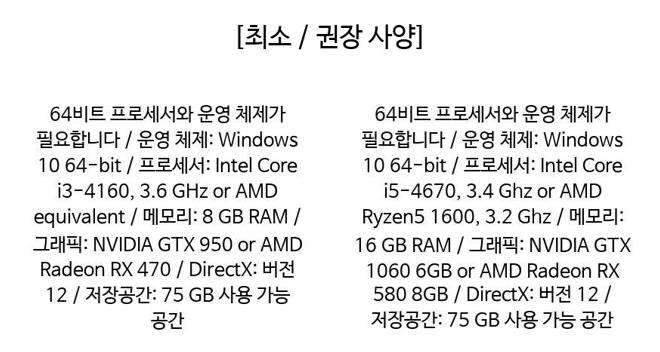 [최소 / 권장 사양]
64비트 프로세서와 운영 체제가
필요합니다 / 운영 체제: Windows
10 64-bit / 프로세서: Intel Core
i3-4160, 3.6 GHz or AMD
equivalent / 메모리: 8 GB RAM /
그래픽: NVIDIA GTX 950 or AMD
Radeon RX 470 / DirectX: 버전
12 / 저장공간: 75 GB 사용 가능
공간
64비트 프로세서와 운영 체제가
필요합니다 / 운영 체제: Windows
10 64-bit / 프로세서: Intel Core
i5-4670, 3.4 Ghz or AMD
Ryzen5 1600, 3.2 Ghz / 메모리:
16 GB RAM / 그래픽: NVIDIA GTX
1060 6GB or AMD Radeon RX
580 8GB / DirectX: 버전 12 /
저장공간: 75 GB 사용 가능 공간